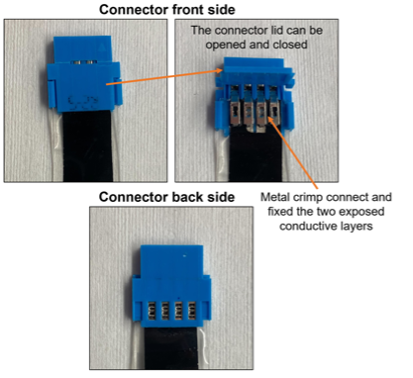 Connector front side
The connector lid can be
opened and closed
Connector back side
Metal crimp connect and
fixed the two exposed
conductive layers